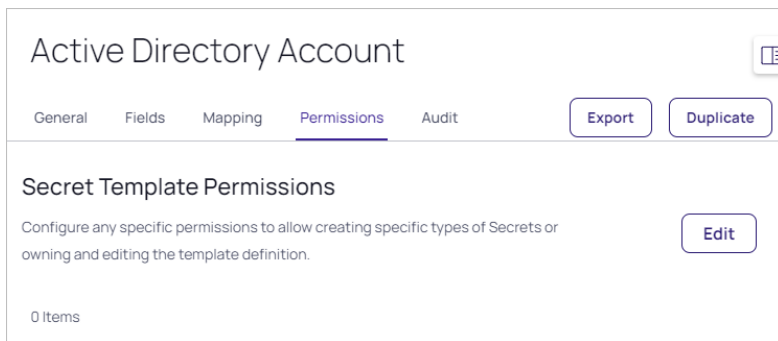 Active Directory Account
General Fields Mapping Permissions Audit Export Duplicate
Secret Template Permissions
Configure any specific permissions to allow creating specific types of Secrets or
owning and editing the template definition.
Edit
0 Items